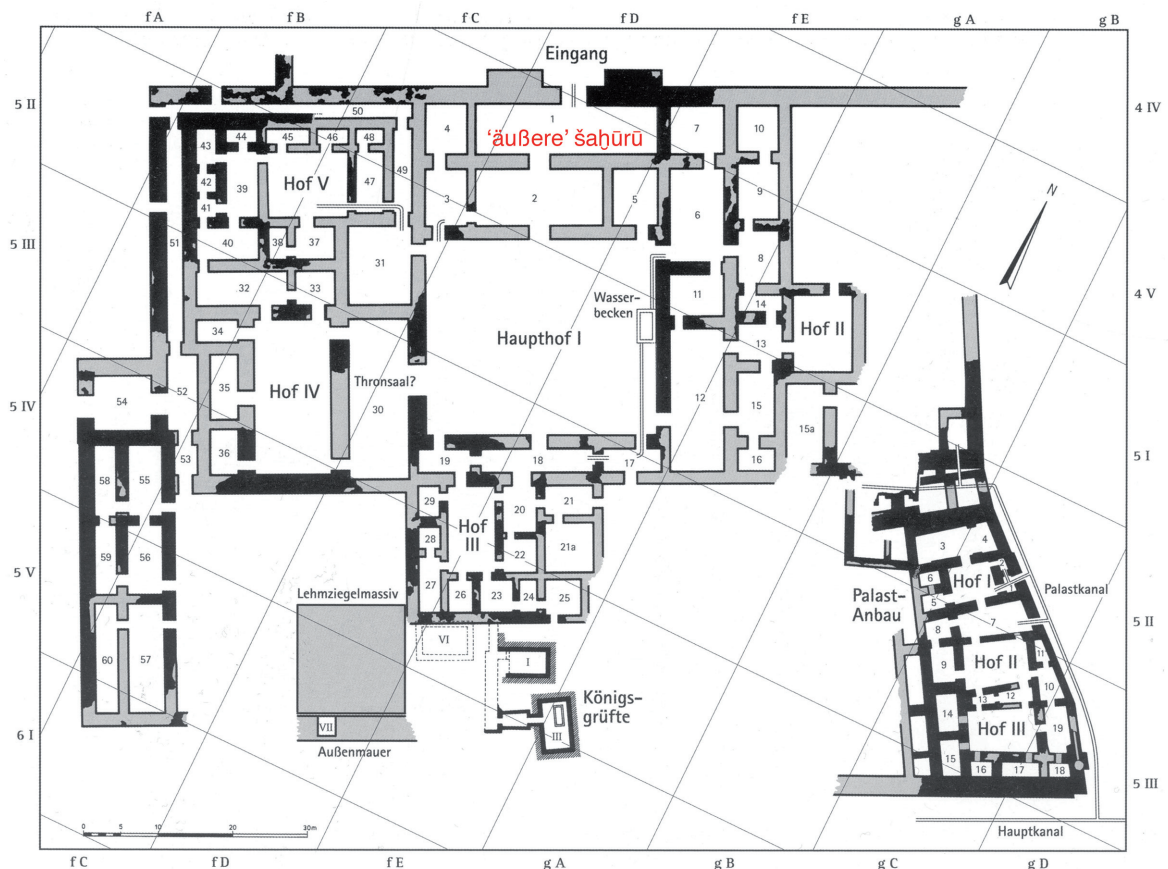 f A
f B
f C
f D
f E
g A
g B
Eingang
5 II
4 IV
50
1
4
7
10
'äußere' šaḫūrū
43
44
45
46
48
49
42
39
Hof V
47
3
2
5
9
41
6
51
40
38
37
5 III
31
8
32
33
11
14
Wasser-
becken
4 V
34
Haupthof I
Hof II
13
35
Hof IV
Thronsaal?
52
54
30
12
15
5 IV
15a
36
53
19
18
17
16
5 I
58
55
29
20
21
Hof
III
28
21a
22
59
56
3
4
2
Hof I
6
5 V
Lehmziegelmassiv
27
26
23
24
25
Palast-
Anbau
5
Palastkanal
VI
7
5 II
8
I
60
57
Hof II
11
9
10
Königs-
grüfte
13
12
14
VII
III
Hof III
19
6 I
Außenmauer
15
16
17
18
5 III
0
5
10
20
30m
Hauptkanal
N
f C
f D
f E
g A
g B
g C
g D